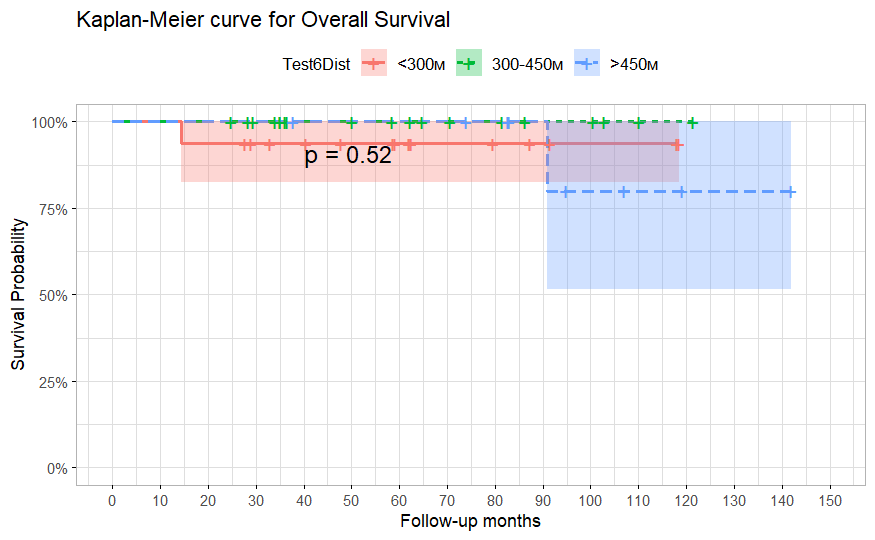 Kaplan-Meier curve for Overall Survival
Test6Dist <300м 300-450м >450м
100%
75%
50%
25%
0%
Survival Probability
p = 0.52
0 10 20 30 40 50 60 70 80 90 100 110 120 130 140 150
Follow-up months